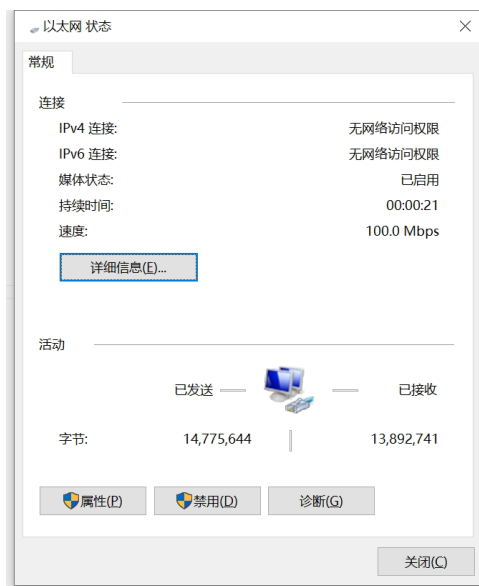 以太网 状态
常规
连接
IPv4 连接: 无网络访问权限
IPv6 连接: 无网络访问权限
媒体状态: 已启用
持续时间: 00:00:21
速度: 100.0 Mbps
详细信息(E)...
活动
已发送 已接收
字节: 14,775,644 13,892,741
属性(P) 禁用(D) 诊断(G)
关闭(C)